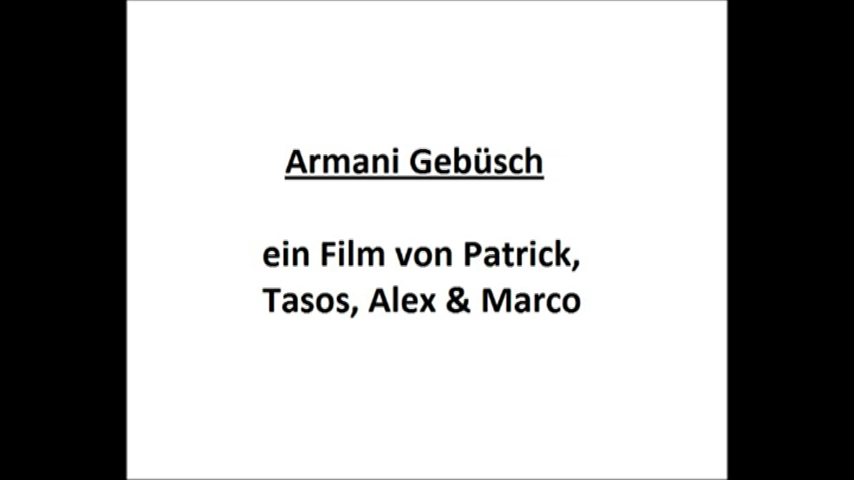 Armani Gebüsch
ein Film von Patrick,
Tasos, Alex & Marco